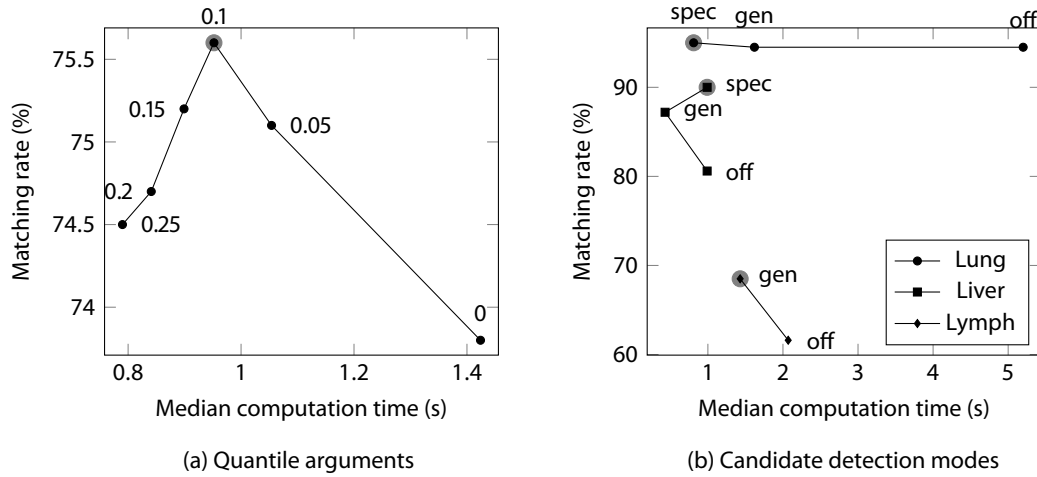 0.1
75.5
0.15
0.05
75
0.2
0.25
74.5
74
0
0.8
1
1.2
1.4
Matching rate (%)
Median computation time (s)
(a) Quantile arguments
spec
gen
off
90
spec
gen
80
off
70
gen
off
60
Lung
Liver
Lymph
1
2
3
4
5
Matching rate (%)
Median computation time (s)
(b) Candidate detection modes